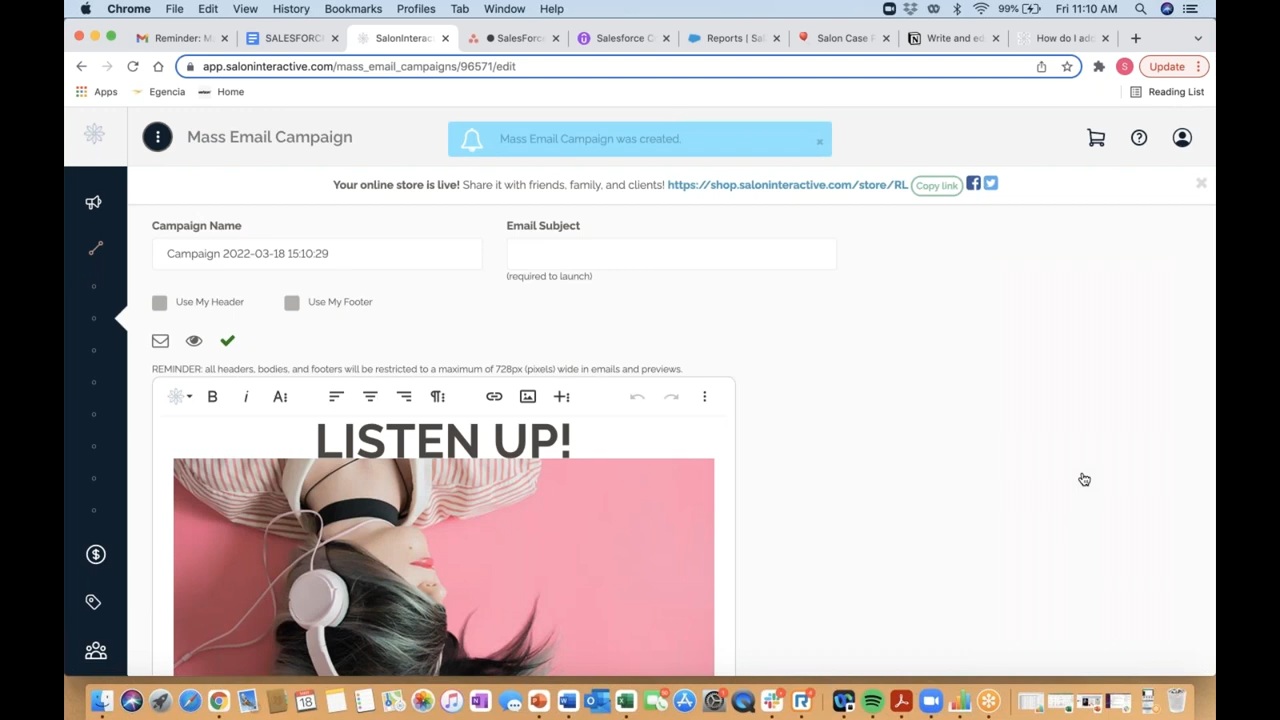 Chrome File Edit View History Bookmarks Profiles Tab Window Help 99% Fri 11:10 AM
Reminder: M SALESFORC SalonInterac SalesForce Salesforce C Reports | Sal Salon Case F Write and ed How do I add
app.saloninteractive.com/mass_email_campaigns/96571/edit S Update
Apps Egencia Home Reading List
Mass Email Campaign Mass Email Campaign was created. ×
Your online store is live! Share it with friends, family, and clients! https://shop.saloninteractive.com/store/RL Copy link
Campaign Name Email Subject
Campaign 2022-03-18 15:10:29
(required to launch)
Use My Header Use My Footer
REMINDER: all headers, bodies, and footers will be restricted to a maximum of 728px (pixels) wide in emails and previews.
B i A
LISTEN UP!